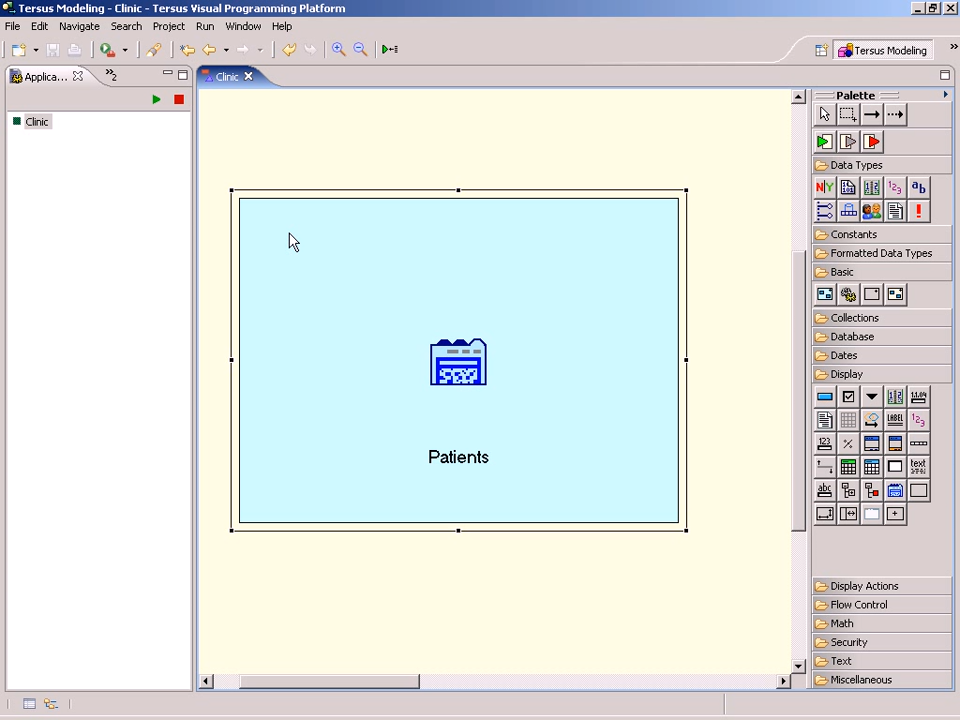 Tersus Modeling - Clinic - Tersus Visual Programming Platform
File Edit Navigate Search Project Run Window Help
Tersus Modeling
Applica...
2
Clinic
Palette
Clinic
Data Types
Constants
Formatted Data Types
Basic
Collections
Database
Dates
Display
Patients
Display Actions
Flow Control
Math
Security
Text
Miscellaneous